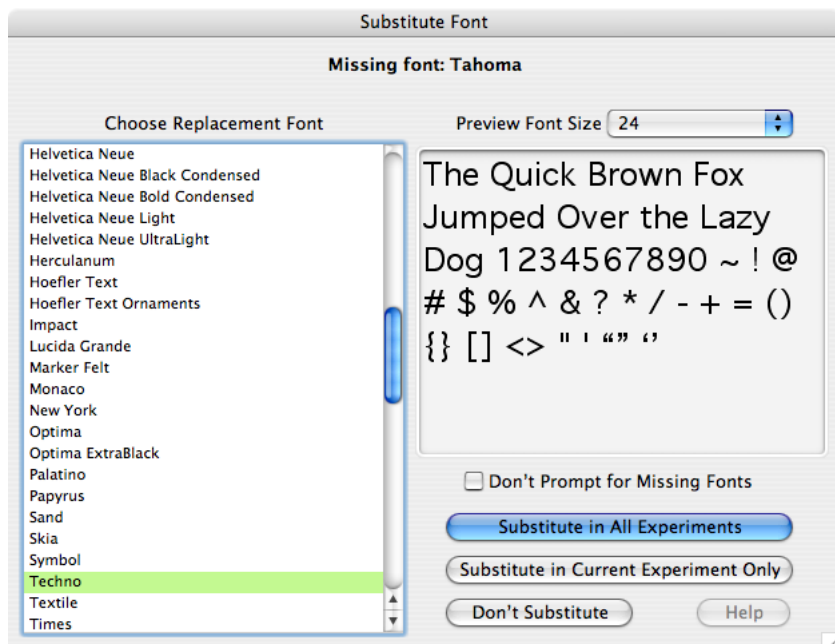 Substitute Font
Missing font: Tahoma
Choose Replacement Font
Helvetica Neue
Helvetica Neue Black Condensed
Helvetica Neue Bold Condensed
Helvetica Neue Light
Helvetica Neue UltraLight
Herculanum
Hoefler Text
Hoefler Text Ornaments
Impact
Lucida Grande
Marker Felt
Monaco
New York
Optima
Optima ExtraBlack
Palatino
Papyrus
Sand
Skia
Symbol
Techno
Textile
Times
Preview Font Size 24
The Quick Brown Fox
Jumped Over the Lazy
Dog 1234567890 ~ ! @
# $ % ^ & ? * / - + = ()
{} [] <> " ' “” ‘’
Don't Prompt for Missing Fonts
Substitute in All Experiments
Substitute in Current Experiment Only
Don't Substitute
Help